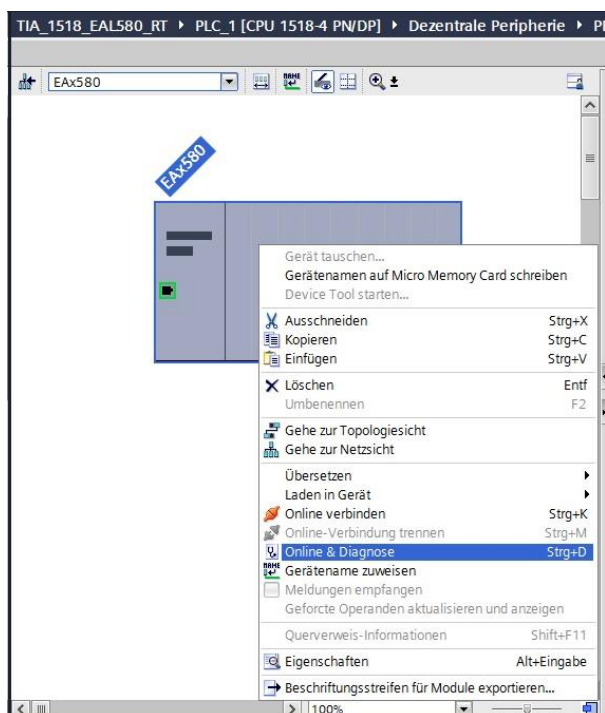 TIA_1518_EAL580_RT ▸ PLC_1 [CPU 1518-4 PN/DP] ▸ Dezentrale Peripherie ▸
EAx580
EAx580
Gerät tauschen...
Gerätenamen auf Micro Memory Card schreiben
Device Tool starten...
Ausschneiden Strg+X
Kopieren Strg+C
Einfügen Strg+V
Löschen Entf
Umbenennen F2
Gehe zur Topologiesicht
Gehe zur Netzsicht
Übersetzen
Laden in Gerät
Online verbinden Strg+K
Online-Verbindung trennen Strg+M
Online & Diagnose Strg+D
Gerätename zuweisen
Meldungen empfangen
Geforcte Operanden aktualisieren und anzeigen
Querverweis-Informationen Shift+F11
Eigenschaften Alt+Eingabe
Beschriftungsstreifen für Module exportieren...
100%